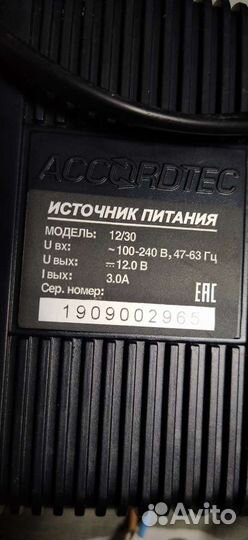 ACCORDTEC
ИСТОЧНИК ПИТАНИЯ
МОДЕЛЬ: 12/30
U вх: ~100-240 В, 47-63 Гц
U вых: ⎓12.0 В
I вых: 3.0А
Сер. номер:
EAC
1909002965
Avito